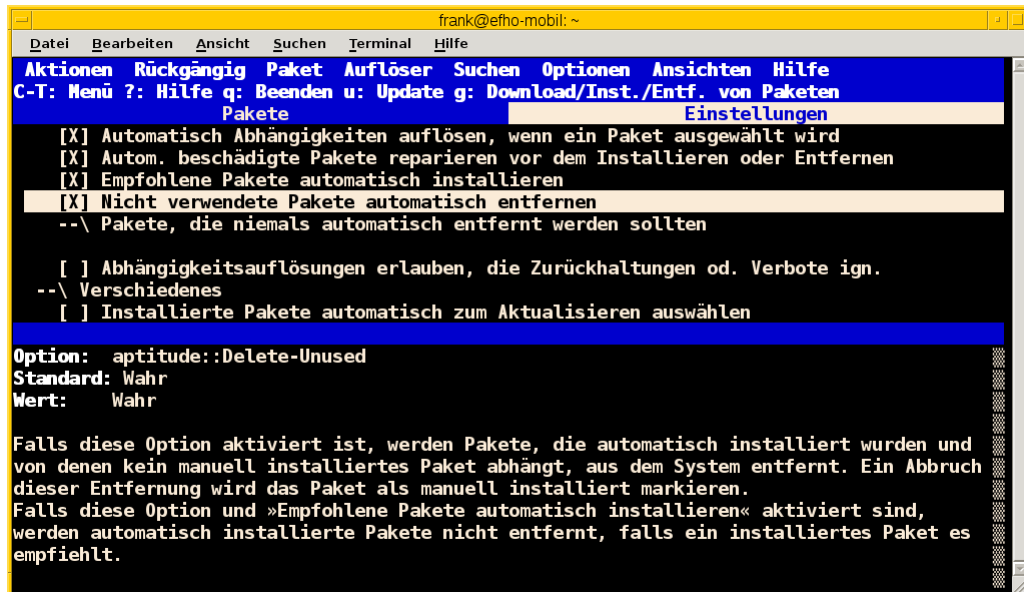 frank@efho-mobil: ~
Datei Bearbeiten Ansicht Suchen Terminal Hilfe
Aktionen Rückgängig Paket Auflöser Suchen Optionen Ansichten Hilfe
C-T: Menü ?: Hilfe q: Beenden u: Update g: Download/Inst./Entf. von Paketen
Pakete Einstellungen
[X] Automatisch Abhängigkeiten auflösen, wenn ein Paket ausgewählt wird
[X] Autom. beschädigte Pakete reparieren vor dem Installieren oder Entfernen
[X] Empfohlene Pakete automatisch installieren
[X] Nicht verwendete Pakete automatisch entfernen
--\ Pakete, die niemals automatisch entfernt werden sollten
[ ] Abhängigkeitsauflösungen erlauben, die Zurückhaltungen od. Verbote ign.
--\ Verschiedenes
[ ] Installierte Pakete automatisch zum Aktualisieren auswählen
Option: aptitude::Delete-Unused
Standard: Wahr
Wert: Wahr
Falls diese Option aktiviert ist, werden Pakete, die automatisch installiert wurden und
von denen kein manuell installiertes Paket abhängt, aus dem System entfernt. Ein Abbruch
dieser Entfernung wird das Paket als manuell installiert markieren.
Falls diese Option und »Empfohlene Pakete automatisch installieren« aktiviert sind,
werden automatisch installierte Pakete nicht entfernt, falls ein installiertes Paket es
empfiehlt.